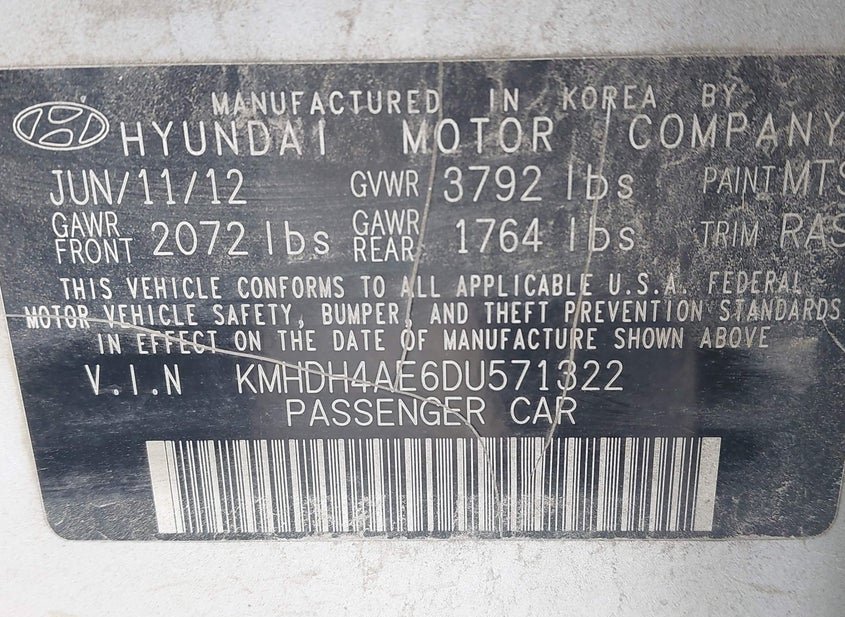 MANUFACTURED IN KOREA BY
HYUNDAI MOTOR COMPANY
JUN/11/12 GVWR 3792 lbs PAINT MTS
GAWR FRONT 2072 lbs GAWR REAR 1764 lbs TRIM RAS
THIS VEHICLE CONFORMS TO ALL APPLICABLE U.S.A. FEDERAL
MOTOR VEHICLE SAFETY, BUMPER, AND THEFT PREVENTION STANDARDS
IN EFFECT ON THE DATE OF MANUFACTURE SHOWN ABOVE
V.I.N KMHDH4AE6DU571322
PASSENGER CAR